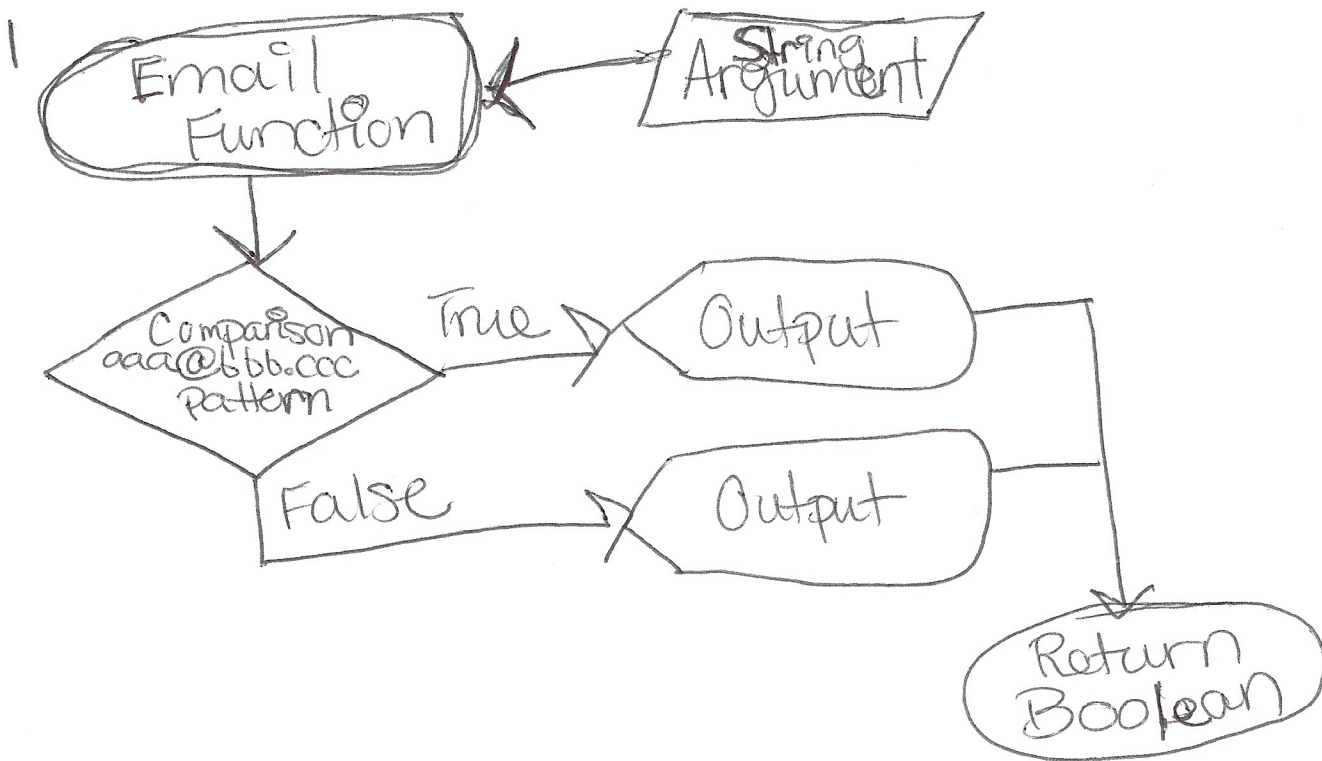 1
Email
Function
String
Argument
Comparison
aaa@bbb.ccc
pattern
True
Output
False
Output
Return
Boolean